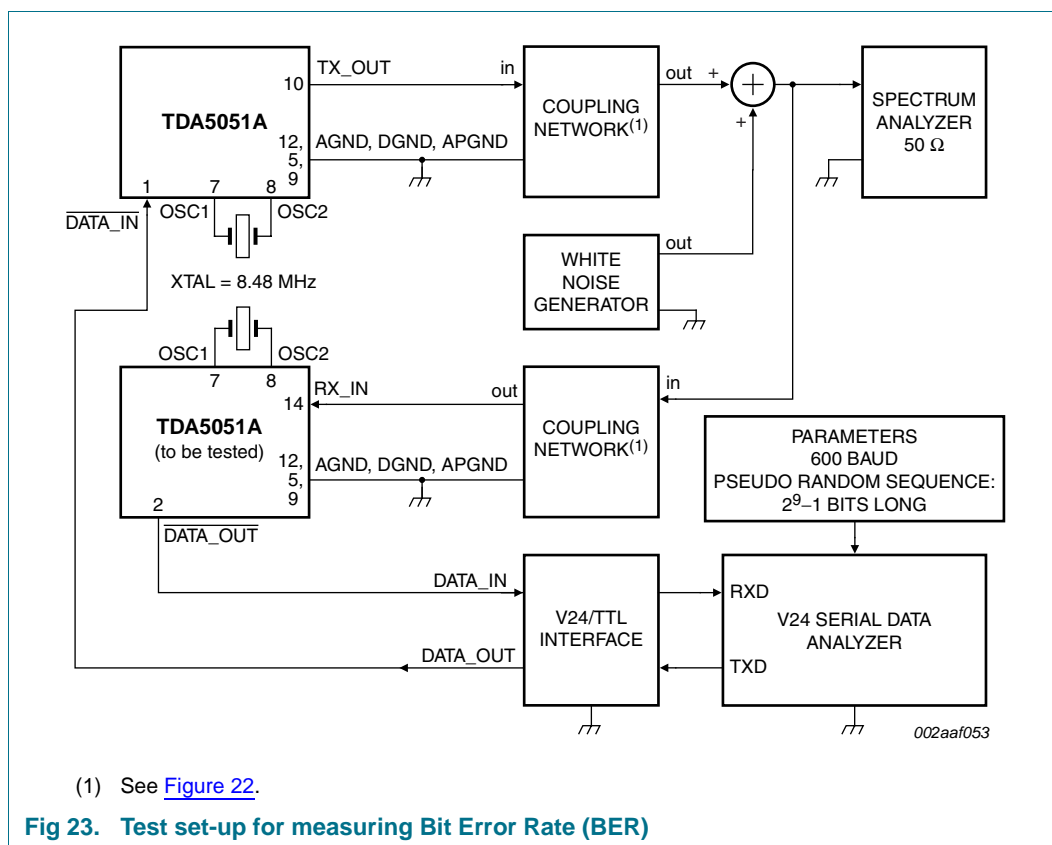 TX_OUT
in
10
TDA5051A
12,
5,
9
AGND, DGND, APGND
1
7
8
DATA_IN
OSC1
OSC2
COUPLING
NETWORK(1)
out
+
+
+
SPECTRUM
ANALYZER
50 Ω
XTAL = 8.48 MHz
WHITE
NOISE
GENERATOR
out
OSC1
OSC2
7
8
RX_IN
14
TDA5051A
(to be tested)
12,
5,
9
AGND, DGND, APGND
2
DATA_OUT
out
in
COUPLING
NETWORK(1)
PARAMETERS
600 BAUD
PSEUDO RANDOM SEQUENCE:
2^9–1 BITS LONG
DATA_IN
DATA_OUT
V24/TTL
INTERFACE
RXD
TXD
V24 SERIAL DATA
ANALYZER
002aaf053
(1) See Figure 22.
Fig 23. Test set-up for measuring Bit Error Rate (BER)